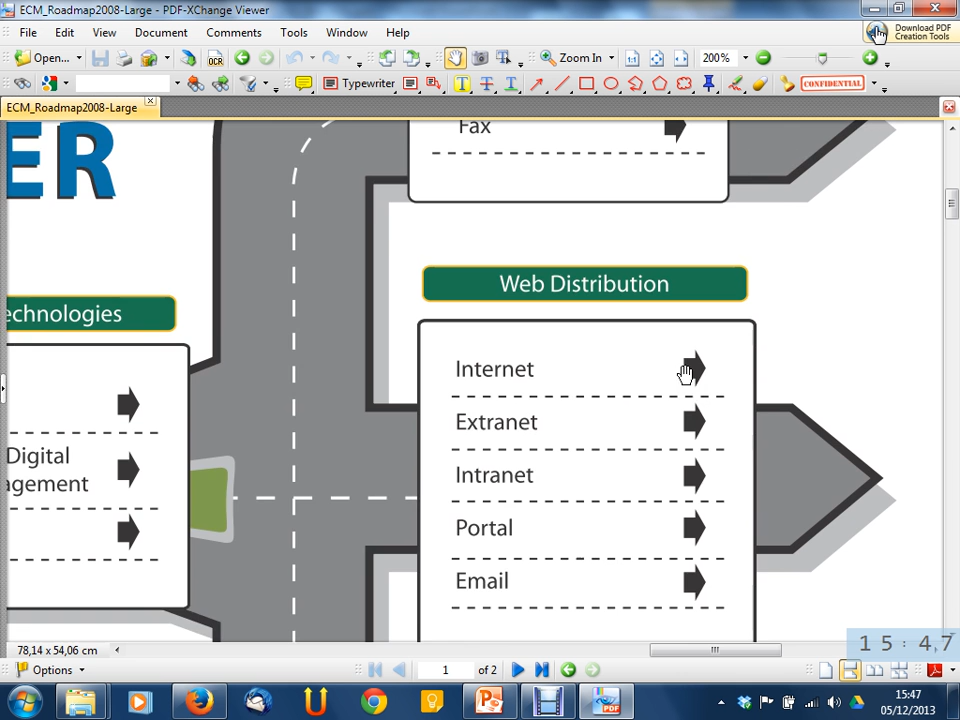 ECM_Roadmap2008-Large - PDF-XChange Viewer
File Edit View Document Comments Tools Window Help
Download PDF
Creation Tools
Open... OCR Zoom In 200%
Typewriter CONFIDENTIAL
ECM_Roadmap2008-Large
Fax
ER
Web Distribution
echnologies
Internet
Extranet
Digital
agement
Intranet
Portal
Email
78,14 x 54,06 cm
15:4,7
Options 1 of 2
15:47
05/12/2013